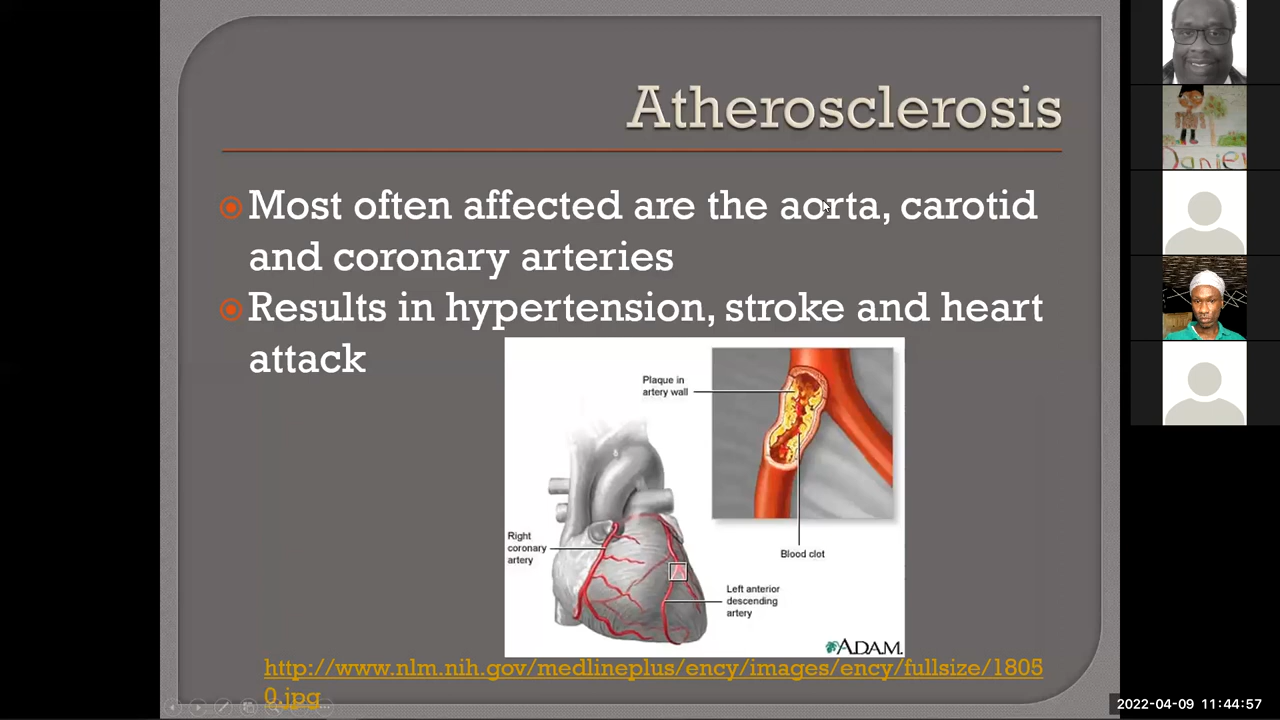 Atherosclerosis
Most often affected are the aorta, carotid
and coronary arteries
Results in hypertension, stroke and heart
attack
Plaque in
artery wall
Blood clot
Right
coronary
artery
Left anterior
descending
artery
ADAM.
http://www.nlm.nih.gov/medlineplus/ency/images/ency/fullsize/1805
0.jpg
Daniel
2022-04-09 11:44:57